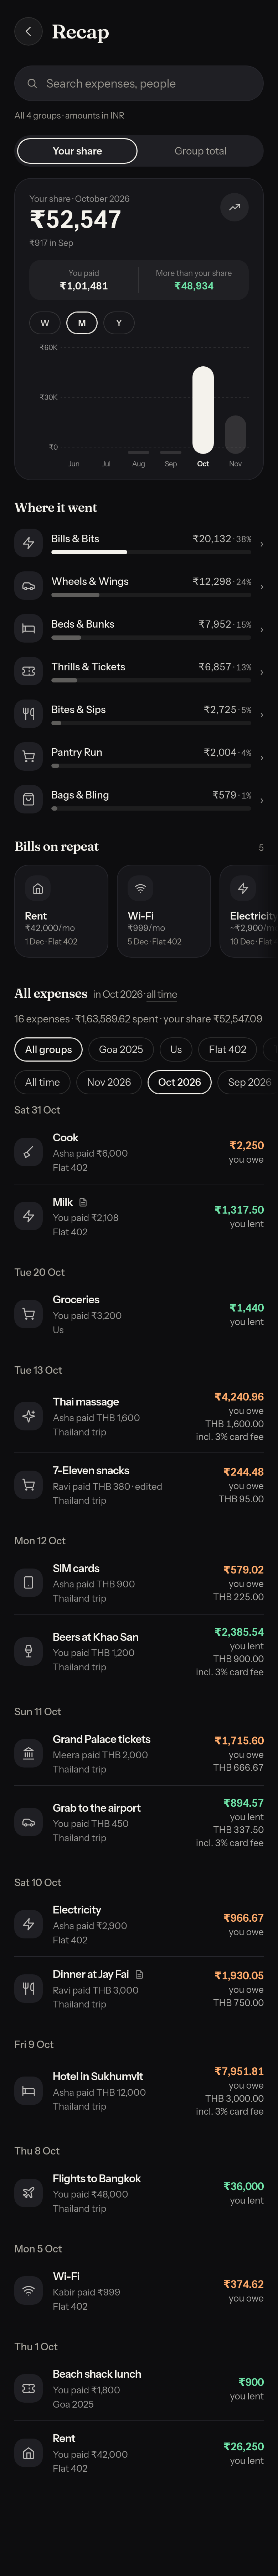 Recap
Search expenses, people
All 4 groups · amounts in INR
Your share
Group total
Your share · October 2026
₹52,547
₹917 in Sep
You paid
₹1,01,481
More than your share
₹48,934
W
M
Y
₹60K
₹30K
₹0
Jun
Jul
Aug
Sep
Oct
Nov
Where it went
Bills & Bits
₹20,132 · 38%
Wheels & Wings
₹12,298 · 24%
Beds & Bunks
₹7,952 · 15%
Thrills & Tickets
₹6,857 · 13%
Bites & Sips
₹2,725 · 5%
Pantry Run
₹2,004 · 4%
Bags & Bling
₹579 · 1%
Bills on repeat
5
Rent
₹42,000/mo
1 Dec · Flat 402
Wi-Fi
₹999/mo
5 Dec · Flat 402
Electricity
~₹2,900/m
10 Dec · Flat
All expenses in Oct 2026 · all time
16 expenses · ₹1,63,589.62 spent · your share ₹52,547.09
All groups
Goa 2025
Us
Flat 402
All time
Nov 2026
Oct 2026
Sep 2026
Sat 31 Oct
Cook
Asha paid ₹6,000
Flat 402
₹2,250
you owe
Milk
You paid ₹2,108
Flat 402
₹1,317.50
you lent
Tue 20 Oct
Groceries
You paid ₹3,200
Us
₹1,440
you lent
Tue 13 Oct
Thai massage
Asha paid THB 1,600
Thailand trip
₹4,240.96
you owe
THB 1,600.00
incl. 3% card fee
7-Eleven snacks
Ravi paid THB 380 · edited
Thailand trip
₹244.48
you owe
THB 95.00
Mon 12 Oct
SIM cards
Asha paid THB 900
Thailand trip
₹579.02
you owe
THB 225.00
Beers at Khao San
You paid THB 1,200
Thailand trip
₹2,385.54
you lent
THB 900.00
incl. 3% card fee
Sun 11 Oct
Grand Palace tickets
Meera paid THB 2,000
Thailand trip
₹1,715.60
you owe
THB 666.67
Grab to the airport
You paid THB 450
Thailand trip
₹894.57
you lent
THB 337.50
incl. 3% card fee
Sat 10 Oct
Electricity
Asha paid ₹2,900
Flat 402
₹966.67
you owe
Dinner at Jay Fai
Ravi paid THB 3,000
Thailand trip
₹1,930.05
you owe
THB 750.00
Fri 9 Oct
Hotel in Sukhumvit
Asha paid THB 12,000
Thailand trip
₹7,951.81
you owe
THB 3,000.00
incl. 3% card fee
Thu 8 Oct
Flights to Bangkok
You paid ₹48,000
Thailand trip
₹36,000
you lent
Mon 5 Oct
Wi-Fi
Kabir paid ₹999
Flat 402
₹374.62
you owe
Thu 1 Oct
Beach shack lunch
You paid ₹1,800
Goa 2025
₹900
you lent
Rent
You paid ₹42,000
Flat 402
₹26,250
you lent